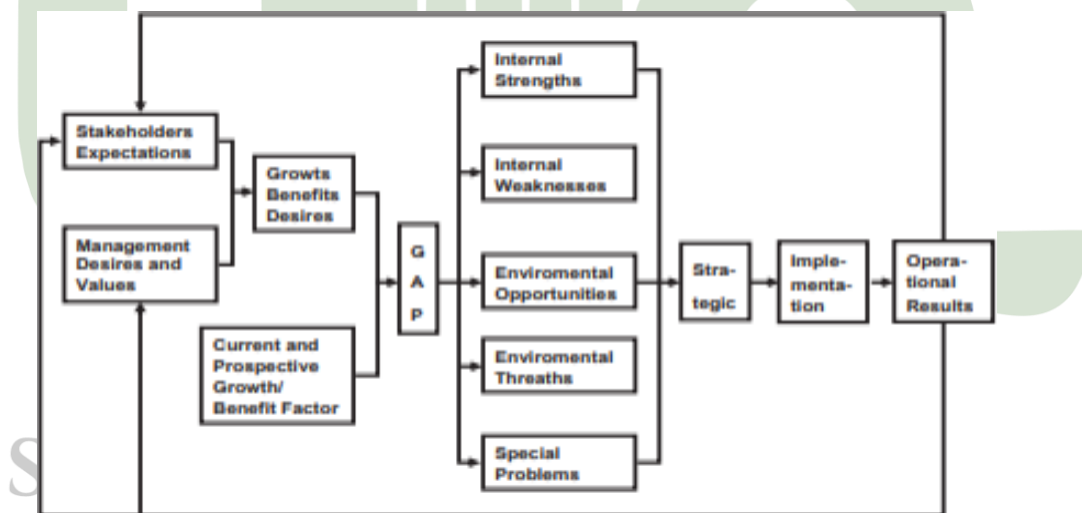 Internal
Strengths
Stakeholders
Expectations
Growts
Benefits
Desires
Internal
Weaknesses
Management
Desires and
Values
G
A
P
Enviromental
Opportunities
Stra-
tegic
Imple-
menta-
tion
Opera-
tional
Results
Current and
Prospective
Growth/
Benefit Factor
Enviromental
Threaths
Special
Problems
S